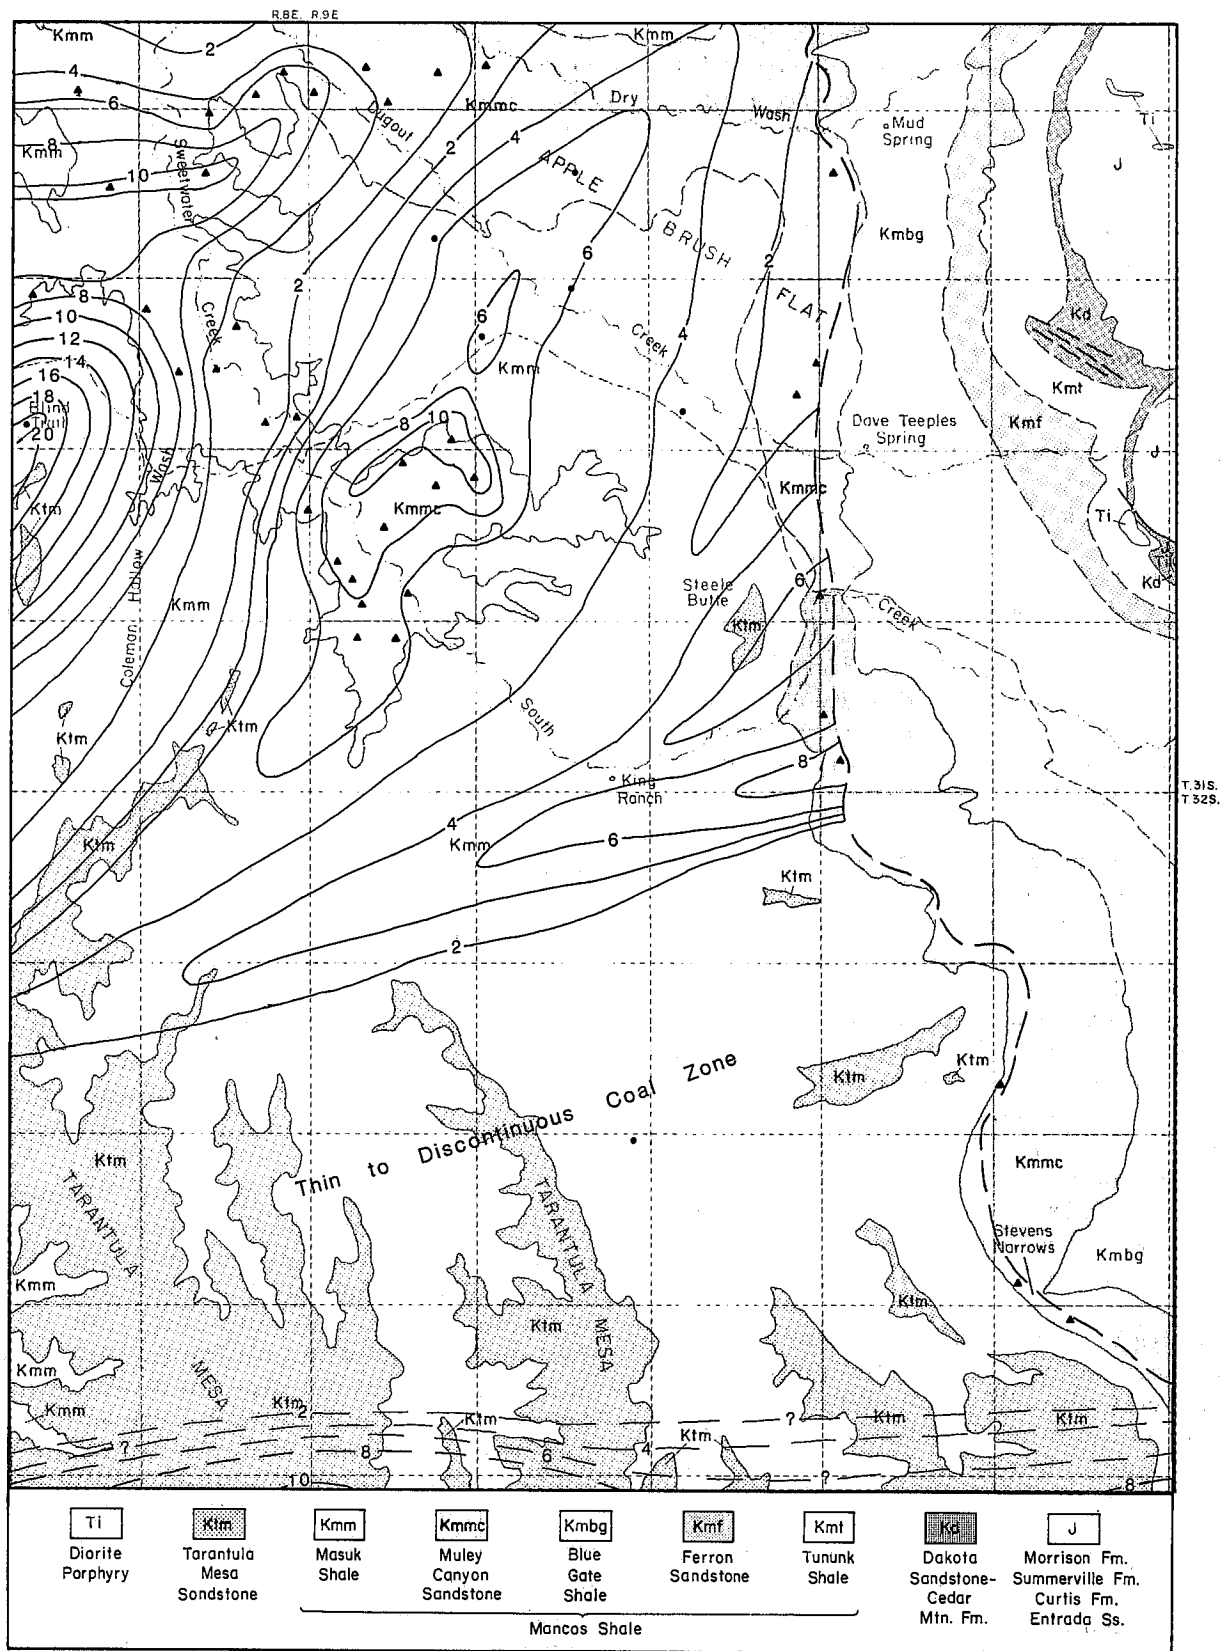 R.8E. R.9E
Kmm
2
Kmm
4
6
Kmmc
Dry
Wash
Dugout
2
4
Mud
Spring
Ti
8
Kmm
Sweetwater
APPLE
J
10
BRUSH
Kmbg
6
2
2
FLAT
8
10
12
14
16
18
20
Blind
Trail
Creek
6
Creek
4
Kmm
Kd
Kmt
Kmf
8
10
Dave Teeples
Spring
J
Wash
Ktm
Kmmc
Kmmc
Ti
Kd
Coleman Hollow
Kmm
Steele
Butte
6
Ktm
Creek
Ktm
Ktm
South
8
King
Ranch
T.31S.
T.32S.
Ktm
4
Kmm
6
Ktm
2
Ktm
Ktm
Thin to Discontinuous Coal Zone
Ktm
Kmmc
TARANTULA
TARANTULA
Stevens
Narrows
Kmbg
Kmm
Ktm
Ktm
MESA
Kmm
MESA
Kmm
Ktm
2
Ktm
?
Ktm
Ktm
?
8
6
4
Ktm
10
?
8
Ti
Ktm
Kmm
Kmmc
Kmbg
Kmf
Kmt
Kd
J
Diorite
Porphyry
Tarantula
Mesa
Sandstone
Masuk
Shale
Muley
Canyon
Sandstone
Blue
Gate
Shale
Ferron
Sandstone
Tununk
Shale
Dakota
Sandstone-
Cedar
Mtn. Fm.
Morrison Fm.
Summerville Fm.
Curtis Fm.
Entrada Ss.
Mancos Shale